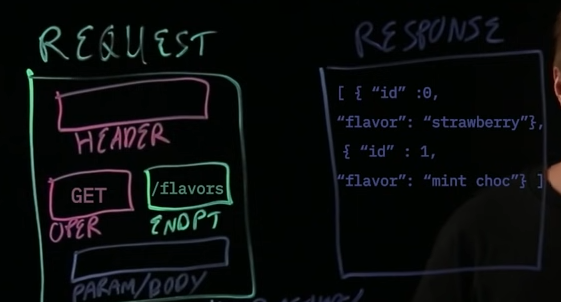 REQUEST
HEADER
GET
OPER
/flavors
ENDPT
PARAM/BODY
RESPONSE
[ { “id” :0,
“flavor”: “strawberry”},
{ “id” : 1,
“flavor”: “mint choc”} ]